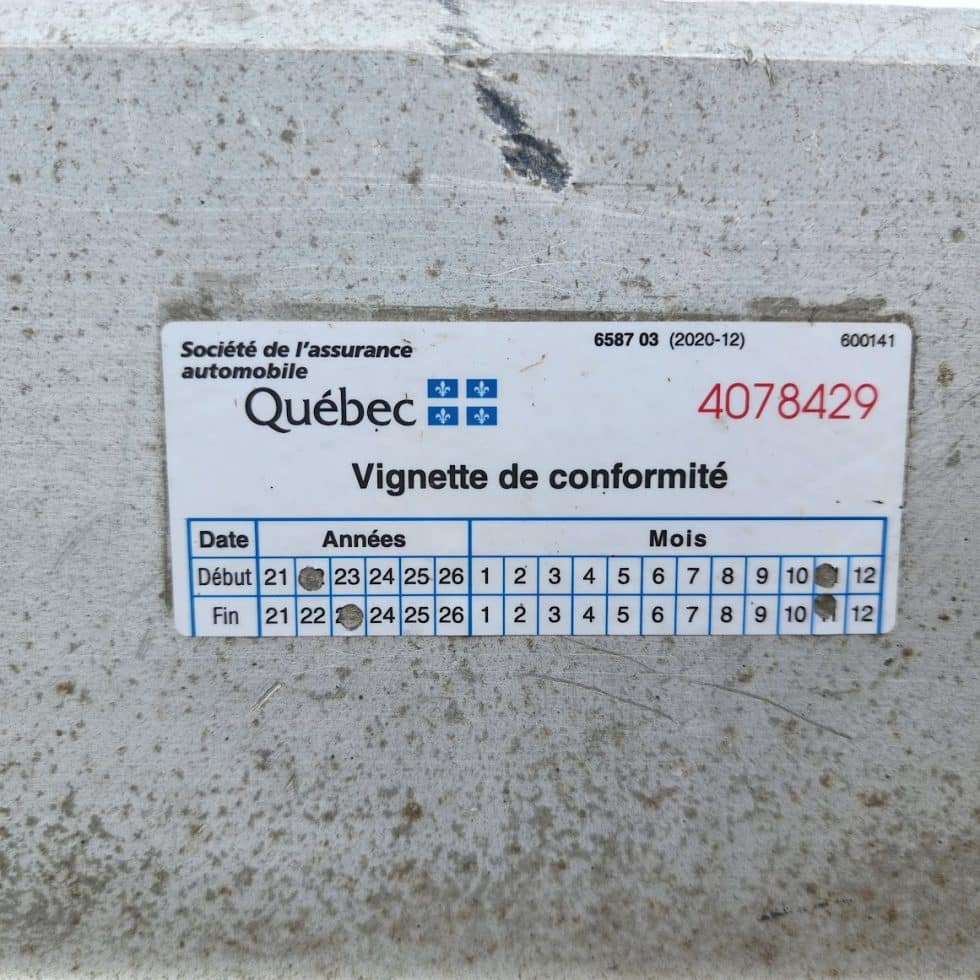 Société de l'assurance
automobile
Québec
6587 03 (2020-12)
600141
4078429
Vignette de conformité
Date Années Mois
Début 21 23 24 25 26 1 2 3 4 5 6 7 8 9 10 12
Fin 21 22 24 25 26 1 2 3 4 5 6 7 8 9 10 12